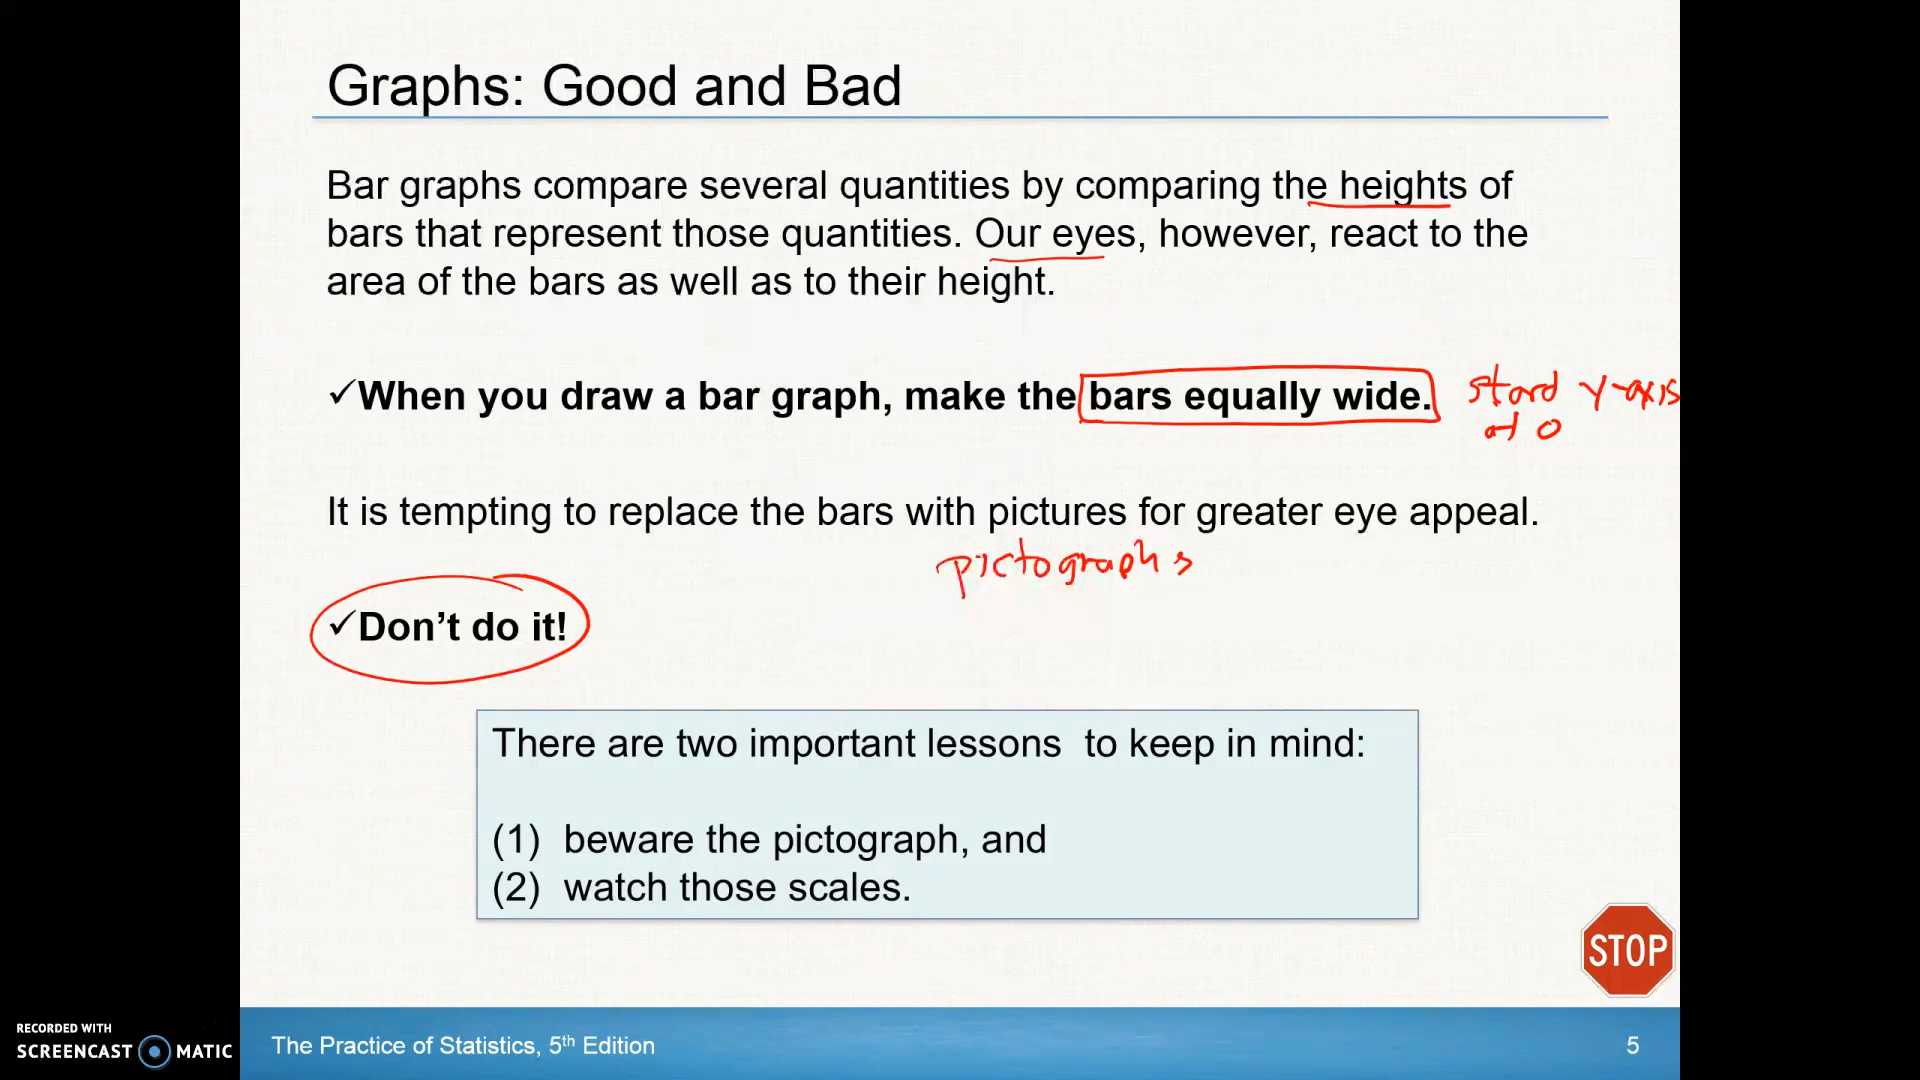 Graphs: Good and Bad
Bar graphs compare several quantities by comparing the heights of
bars that represent those quantities. Our eyes, however, react to the
area of the bars as well as to their height.
✓When you draw a bar graph, make the bars equally wide.
y-axis
at 0
It is tempting to replace the bars with pictures for greater eye appeal.
pictographs
✓Don't do it!
There are two important lessons to keep in mind:
(1) beware the pictograph, and
(2) watch those scales.
STOP
RECORDED WITH
SCREENCAST MATIC
The Practice of Statistics, 5th Edition
5